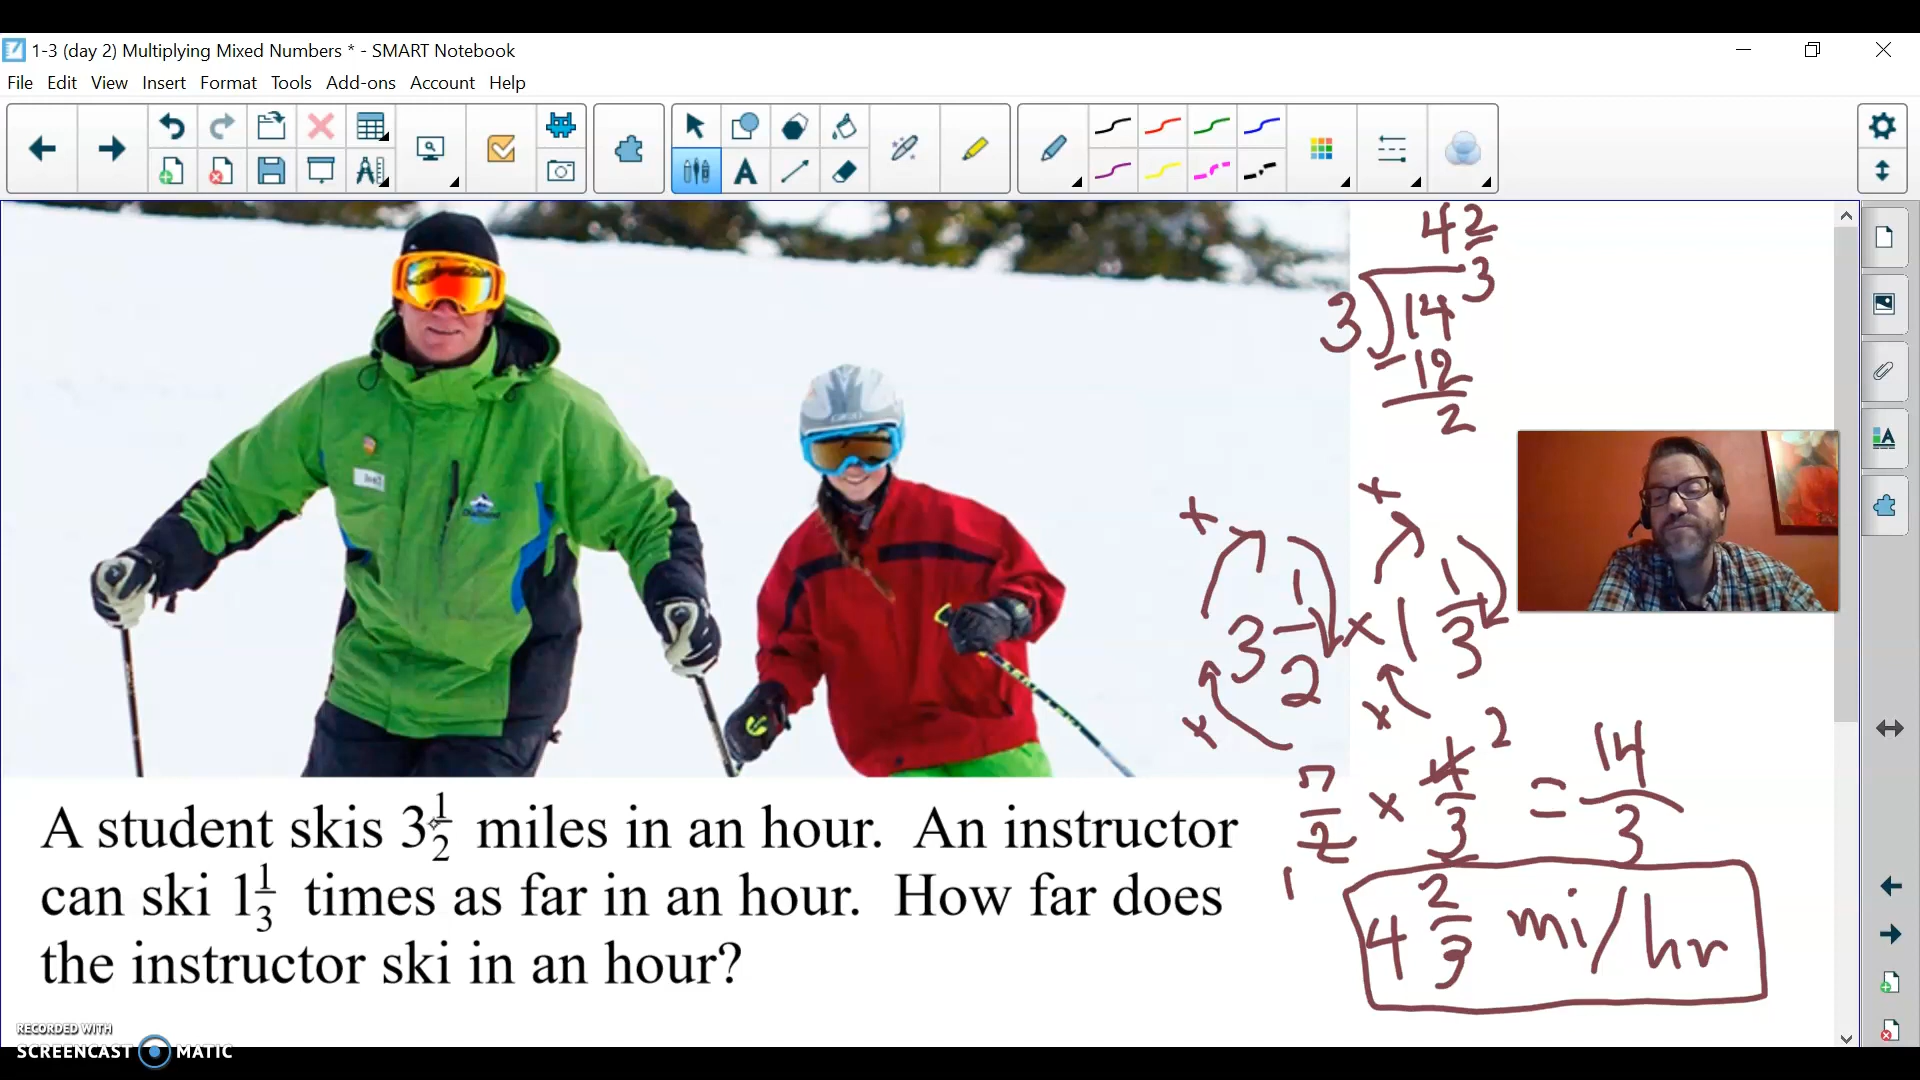 1-3 (day 2) Multiplying Mixed Numbers * - SMART Notebook
File Edit View Insert Format Tools Add-ons Account Help
4 2/3
3 14
- 12
2
+ +
3 1/2 × 1 1/3
× ×
7/2 × 4/3 2 = 14/3
1
4 2/3 mi/hr
A student skis 3 1/2 miles in an hour. An instructor
can ski 1 1/3 times as far in an hour. How far does
the instructor ski in an hour?
RECORDED WITH
SCREENCAST MATIC